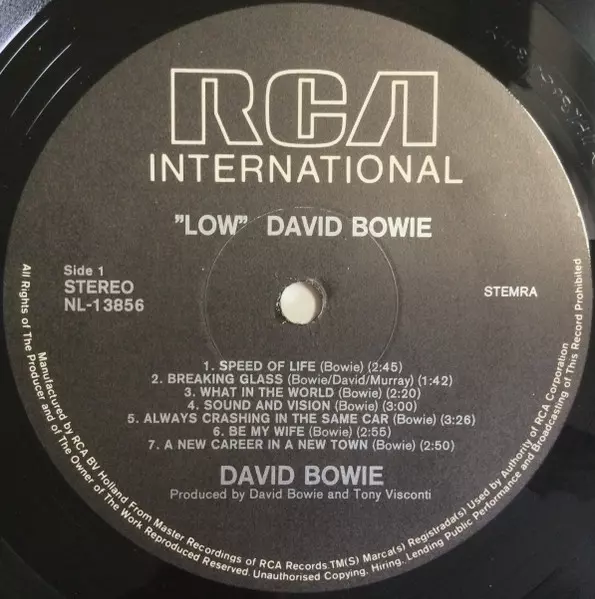 RCA
INTERNATIONAL
"LOW" DAVID BOWIE
Side 1
STEREO
NL-13856
STEMRA
1. SPEED OF LIFE (Bowie) (2:45)
2. BREAKING GLASS (Bowie/David/Murray) (1:42)
3. WHAT IN THE WORLD (Bowie) (2:20)
4. SOUND AND VISION (Bowie) (3:00)
5. ALWAYS CRASHING IN THE SAME CAR (Bowie) (3:26)
6. BE MY WIFE (Bowie) (2:55)
7. A NEW CAREER IN A NEW TOWN (Bowie) (2:50)
DAVID BOWIE
Produced by David Bowie and Tony Visconti
Manufactured by RCA BV Holland From Master Recordings of RCA Records.TM(S) Marca(s) Registrada(s) Used by Authority of RCA Corporation
All Rights of The Producer and of The Owner of The Work Reproduced Reserved. Unauthorised Copying, Hiring, Lending Public Performance and Broadcasting of This Record Prohibited